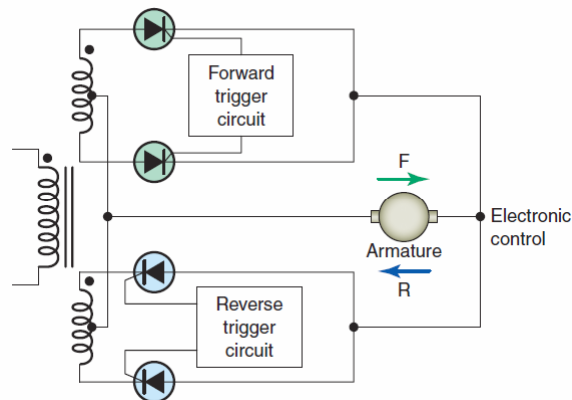 Forward
trigger
circuit
F
Armature
R
Electronic
control
Reverse
trigger
circuit